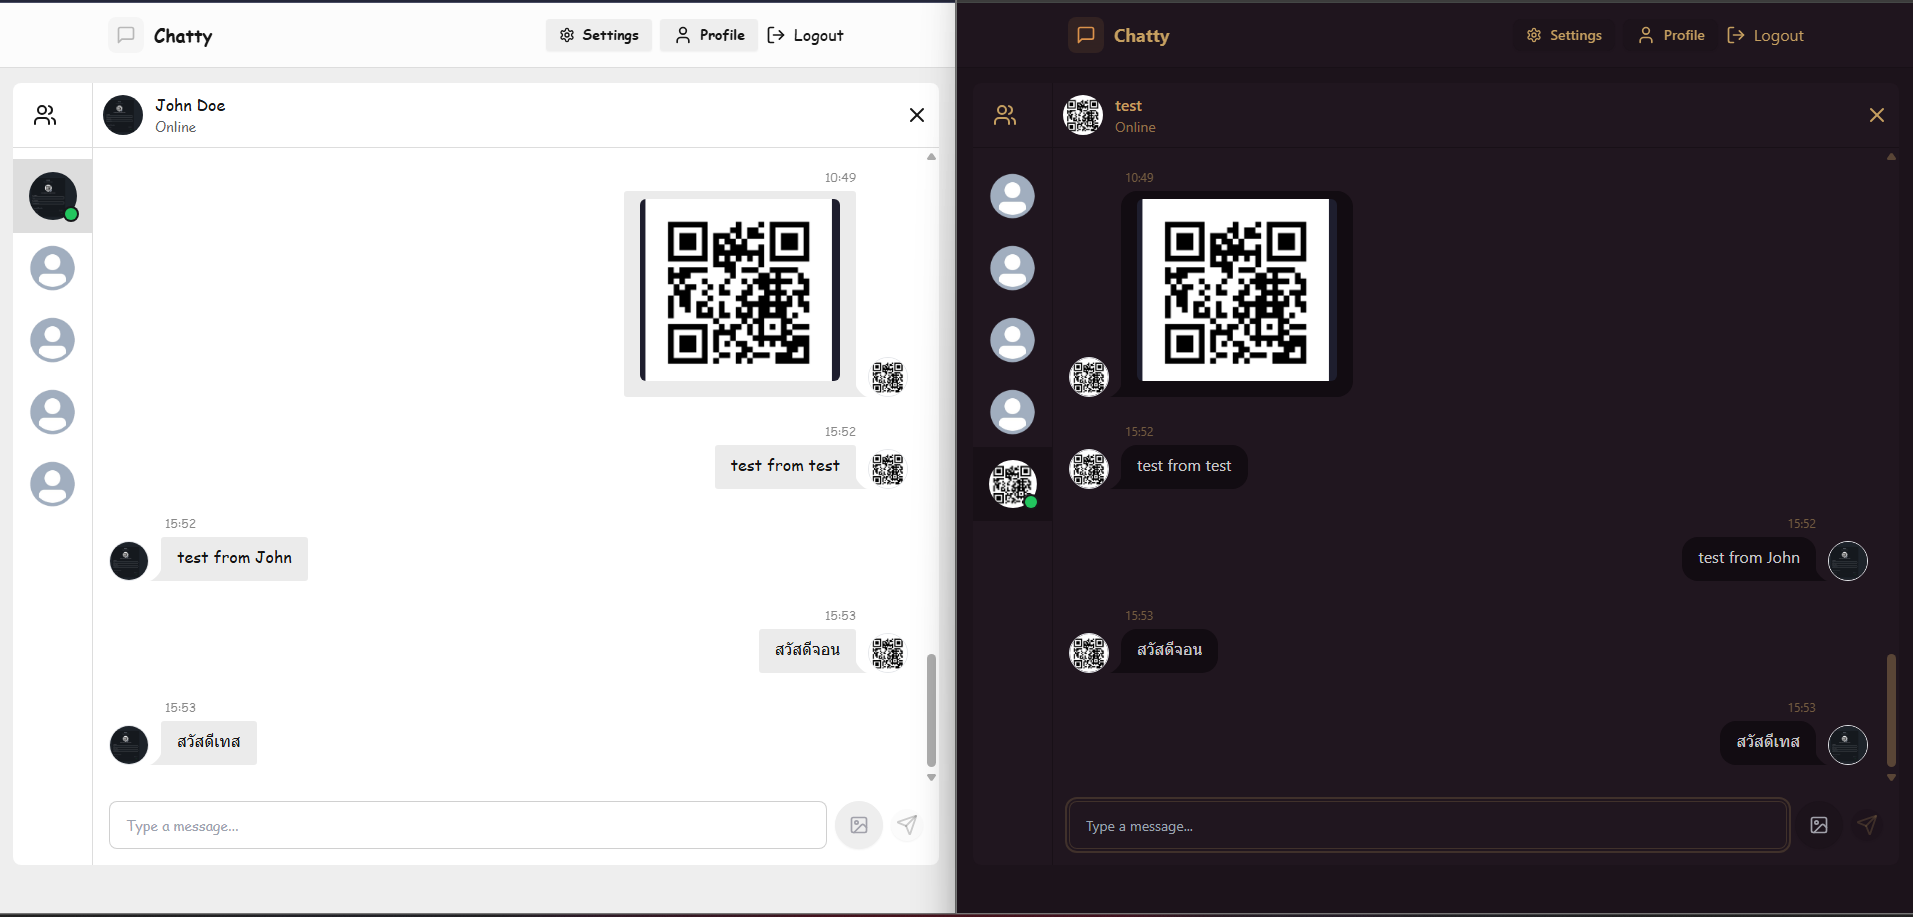 Chatty
Settings
Profile
Logout
John Doe
Online
10:49
15:52
test from test
15:52
test from John
15:53
สวัสดีจอน
15:53
สวัสดีเทส
Type a message...
Chatty
Settings
Profile
Logout
test
Online
10:49
15:52
test from test
15:52
test from John
15:53
สวัสดีจอน
15:53
สวัสดีเทส
Type a message...